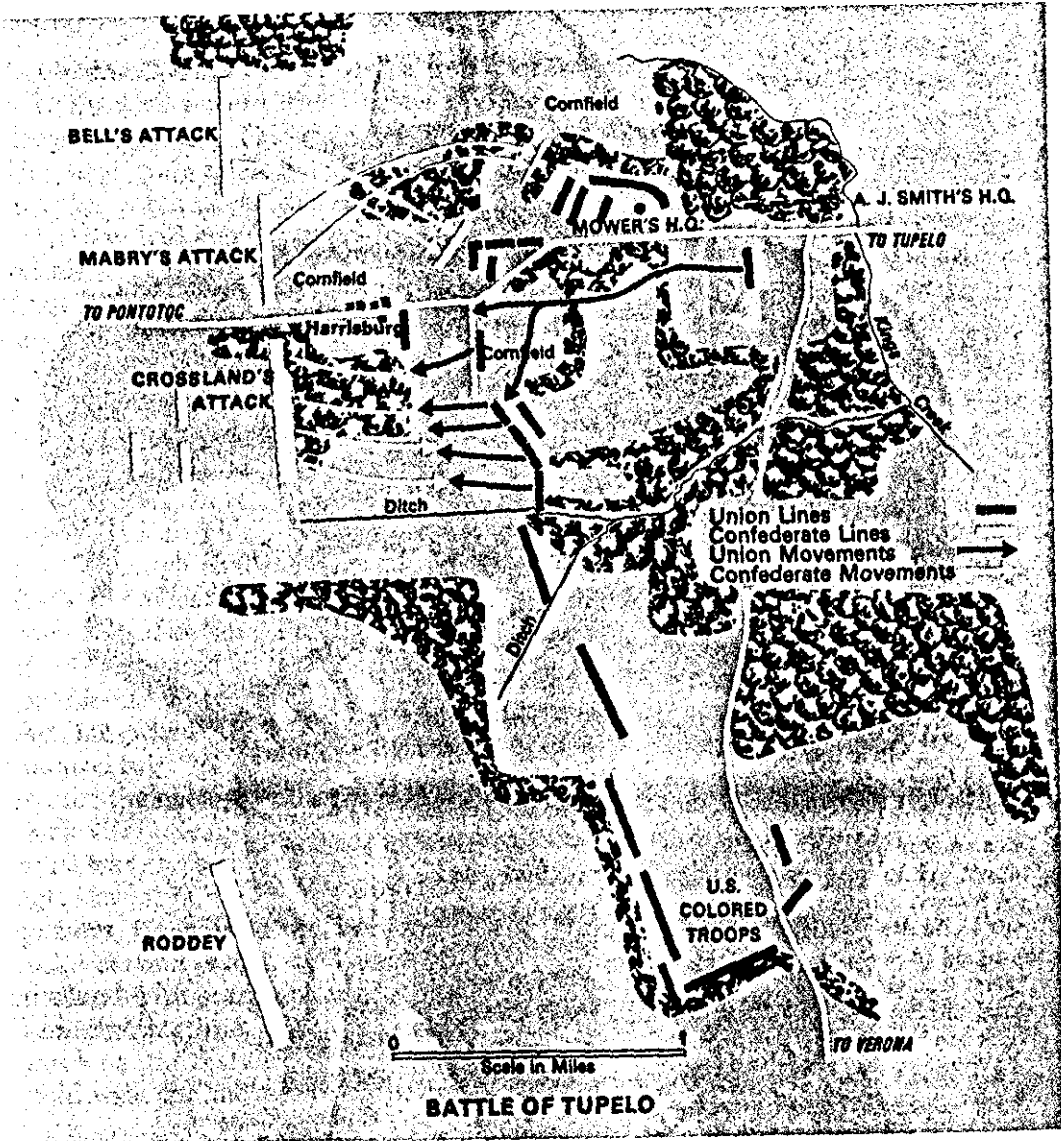 Cornfield
BELL'S ATTACK
A. J. SMITH'S H.Q.
MOWER'S H.Q.
TO TUPELO
MABRY'S ATTACK
Cornfield
TO PONTOTOC
Harrisburg
Cornfield
Kings
Creek
CROSSLAND'S
ATTACK
Ditch
Union Lines
Confederate Lines
Union Movements
Confederate Movements
Ditch
U.S.
COLORED
TROOPS
RODDEY
TO VERONA
0 1
Scale in Miles
BATTLE OF TUPELO